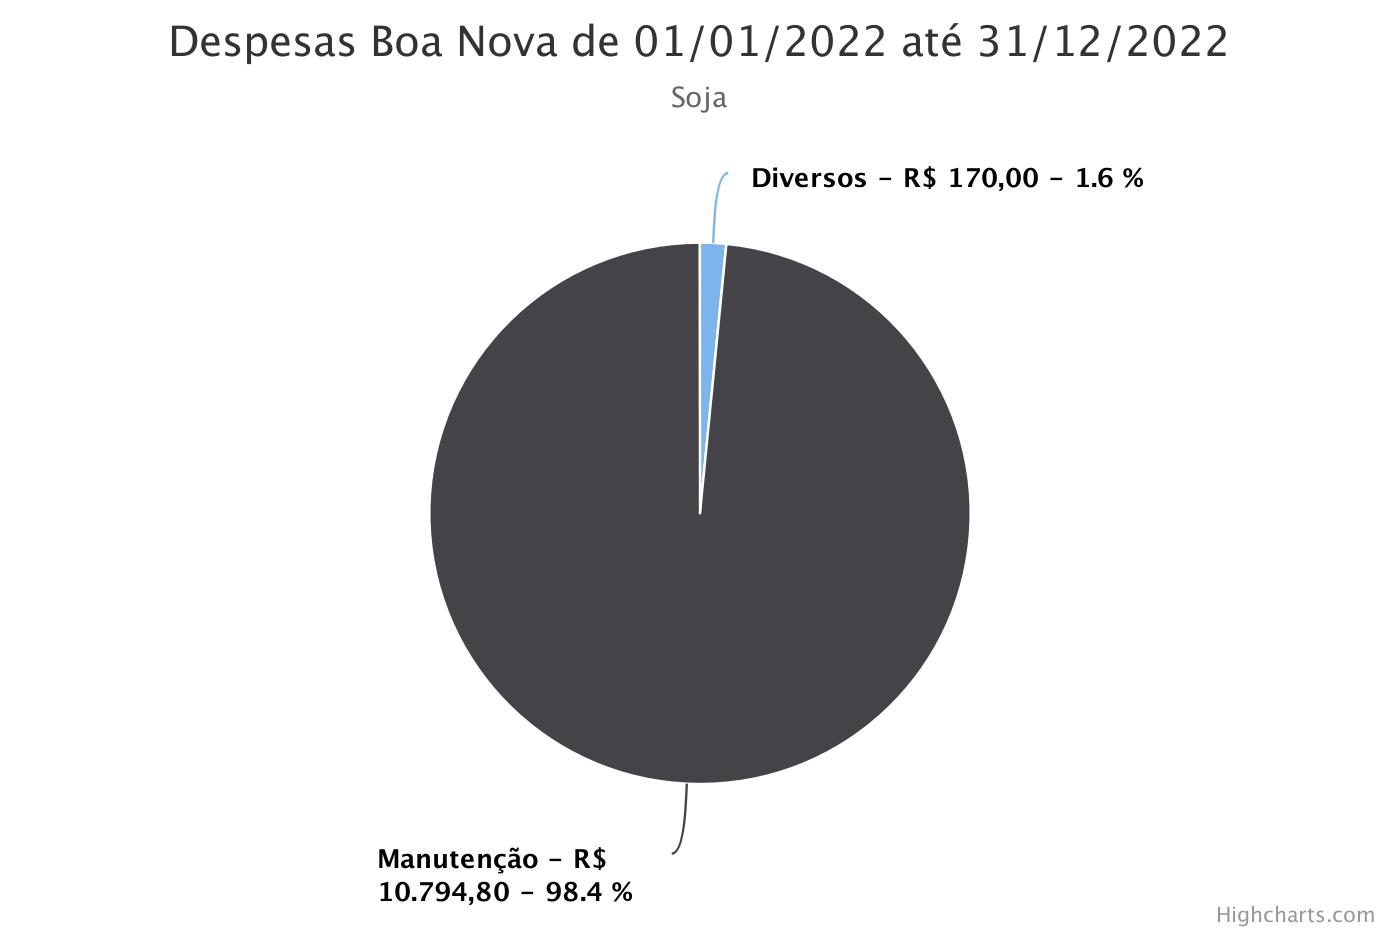 Despesas Boa Nova de 01/01/2022 até 31/12/2022
Soja
Diversos – R$ 170,00 – 1.6 %
Manutenção – R$
10.794,80 – 98.4 %
Highcharts.com